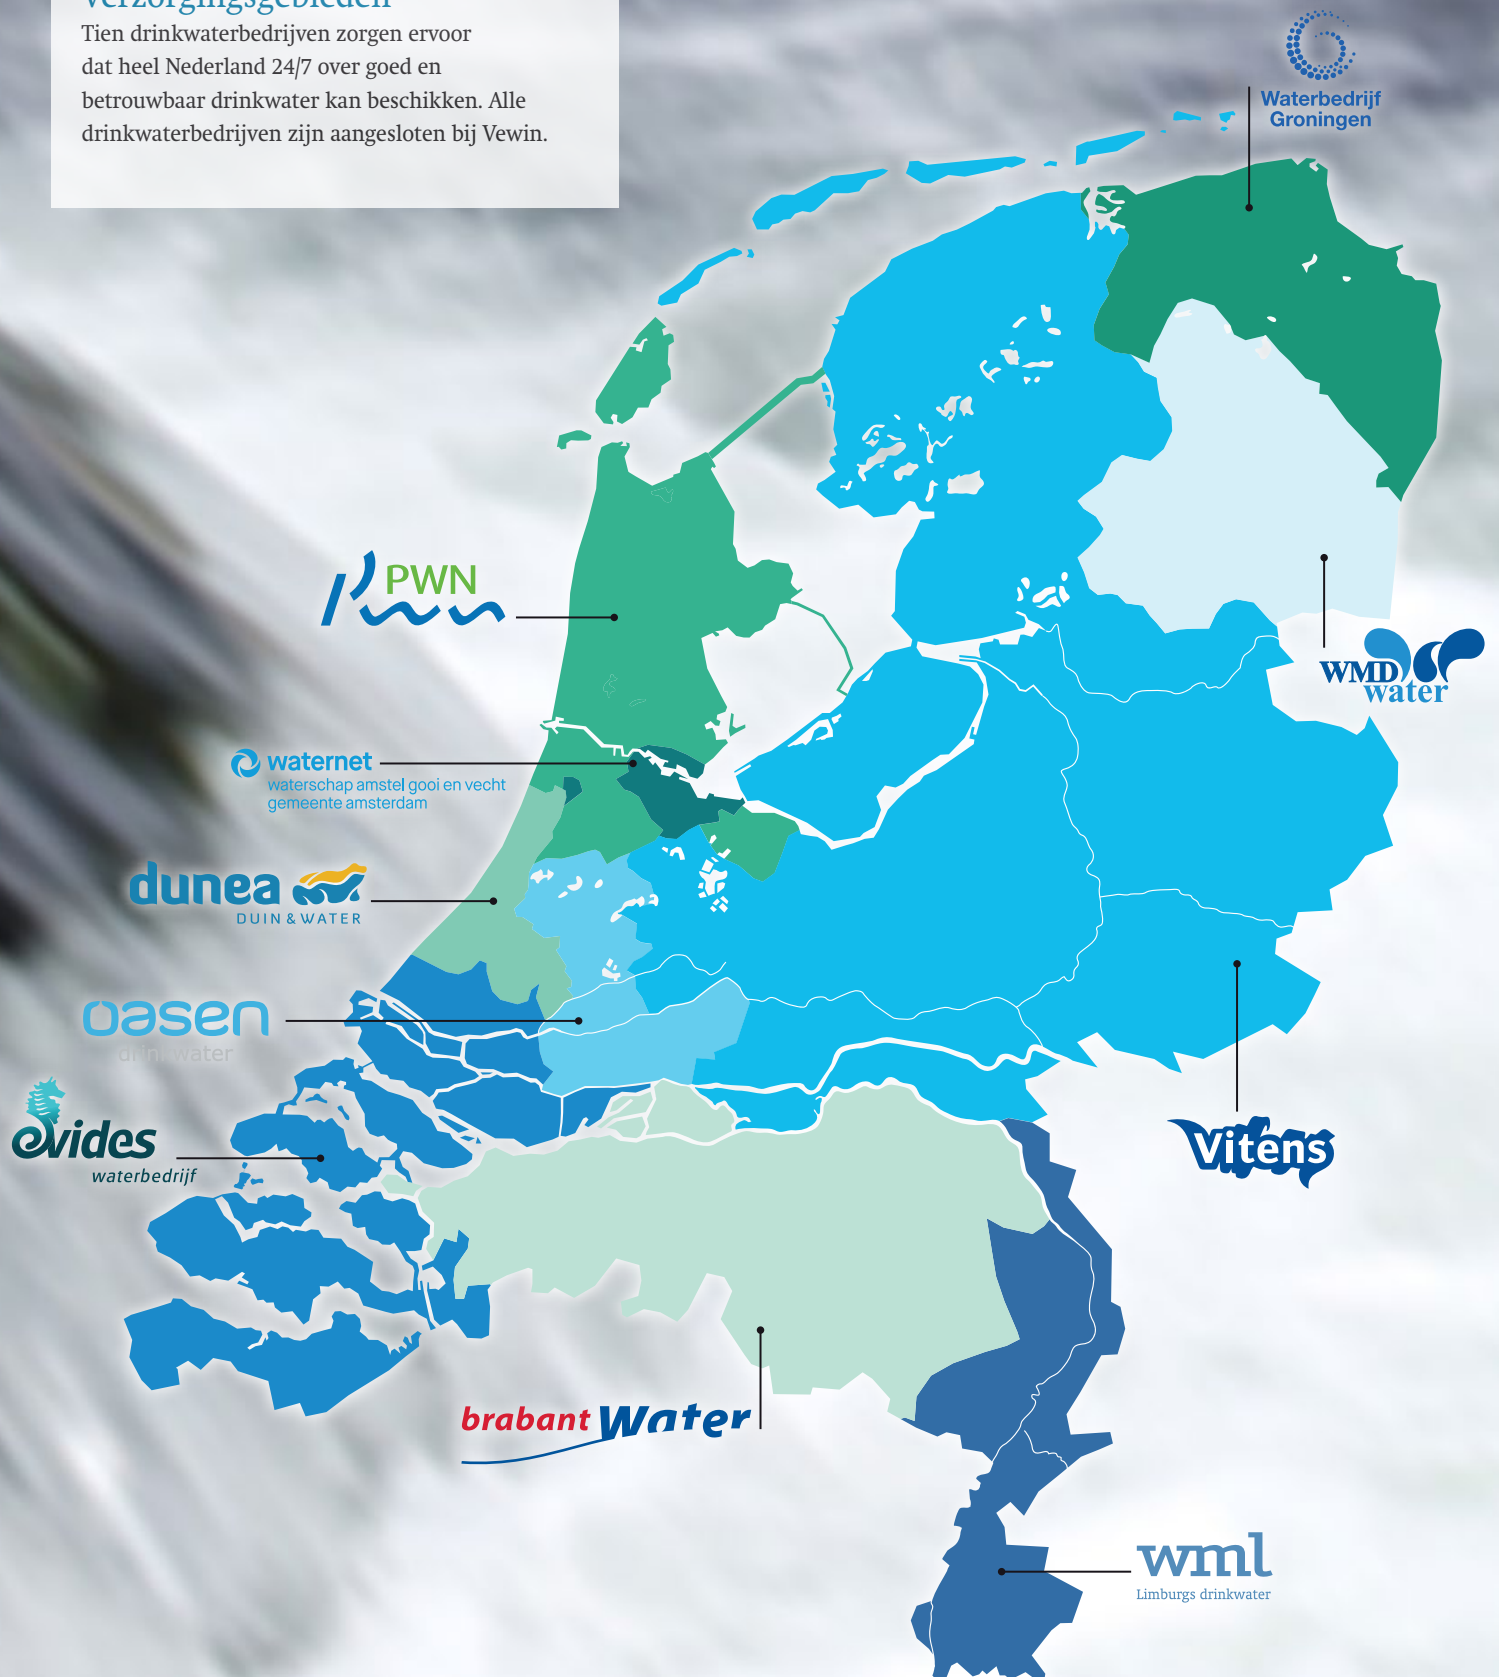 Verzorgingsgebieden
Tien drinkwaterbedrijven zorgen ervoor
dat heel Nederland 24/7 over goed en
betrouwbaar drinkwater kan beschikken. Alle
drinkwaterbedrijven zijn aangesloten bij Vewin.
Waterbedrijf
Groningen
PWN
WMD
water
waternet
waterschap amstel gooi en vecht
gemeente amsterdam
dunea
DUIN & WATER
oasen
drinkwater
evides
waterbedrijf
Vitens
brabant Water
wml
Limburgs drinkwater